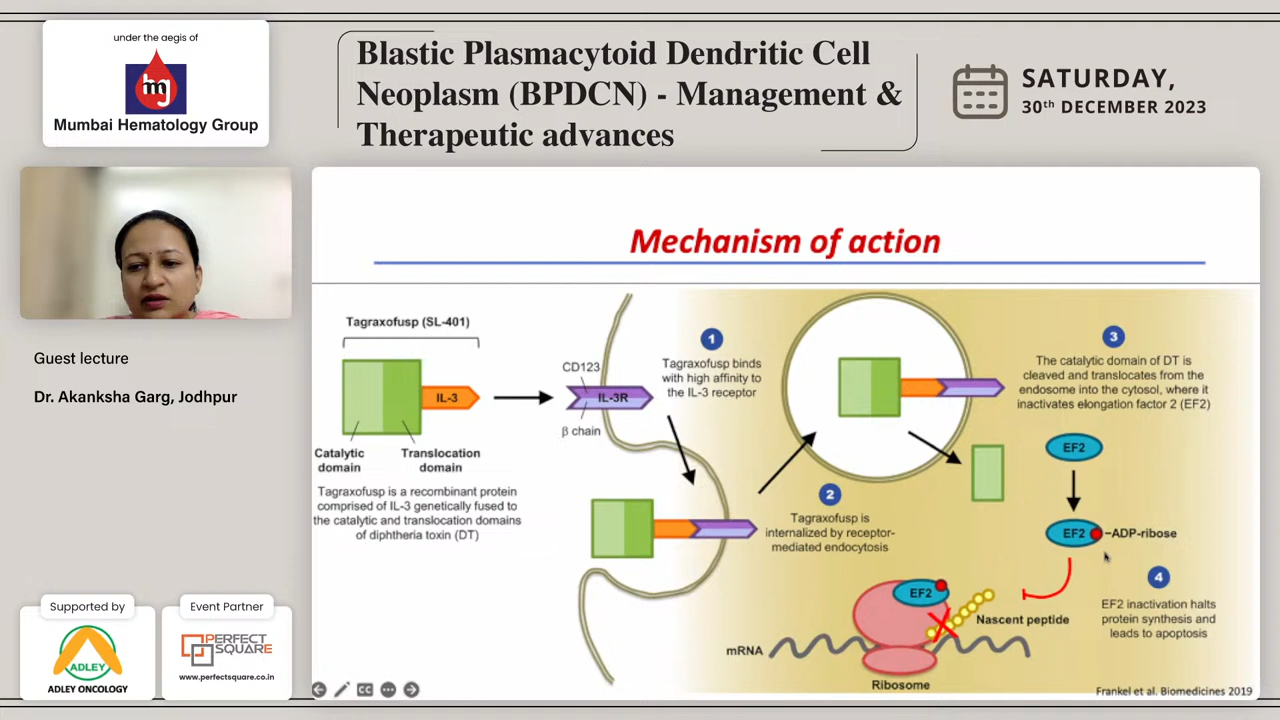 under the aegis of
mg
Mumbai Hematology Group
Blastic Plasmacytoid Dendritic Cell
Neoplasm (BPDCN) - Management &
Therapeutic advances
SATURDAY,
30th DECEMBER 2023
Guest lecture
Dr. Akanksha Garg, Jodhpur
Supported by
ADLEY
ADLEY ONCOLOGY
Event Partner
PERFECT
SQUARE
www.perfectsquare.co.in
Mechanism of action
Tagraxofusp (SL-401)
IL-3
Catalytic
domain
Translocation
domain
Tagraxofusp is a recombinant protein
comprised of IL-3 genetically fused to
the catalytic and translocation domains
of diphtheria toxin (DT)
CD123
IL-3R
β chain
1
Tagraxofusp binds
with high affinity to
the IL-3 receptor
2
Tagraxofusp is
internalized by receptor-
mediated endocytosis
3
The catalytic domain of DT is
cleaved and translocates from the
endosome into the cytosol, where it
inactivates elongation factor 2 (EF2)
EF2
EF2
–ADP-ribose
4
EF2 inactivation halts
protein synthesis and
leads to apoptosis
EF2
Nascent peptide
mRNA
Ribosome
CC
Frankel et al. Biomedicines 2019